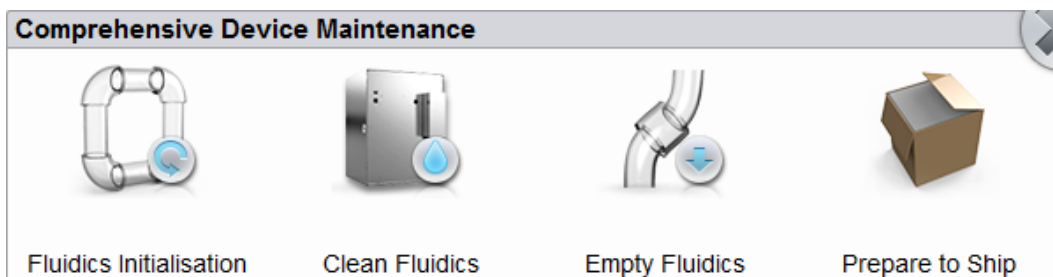 Comprehensive Device Maintenance
Fluidics Initialisation
Clean Fluidics
Empty Fluidics
Prepare to Ship